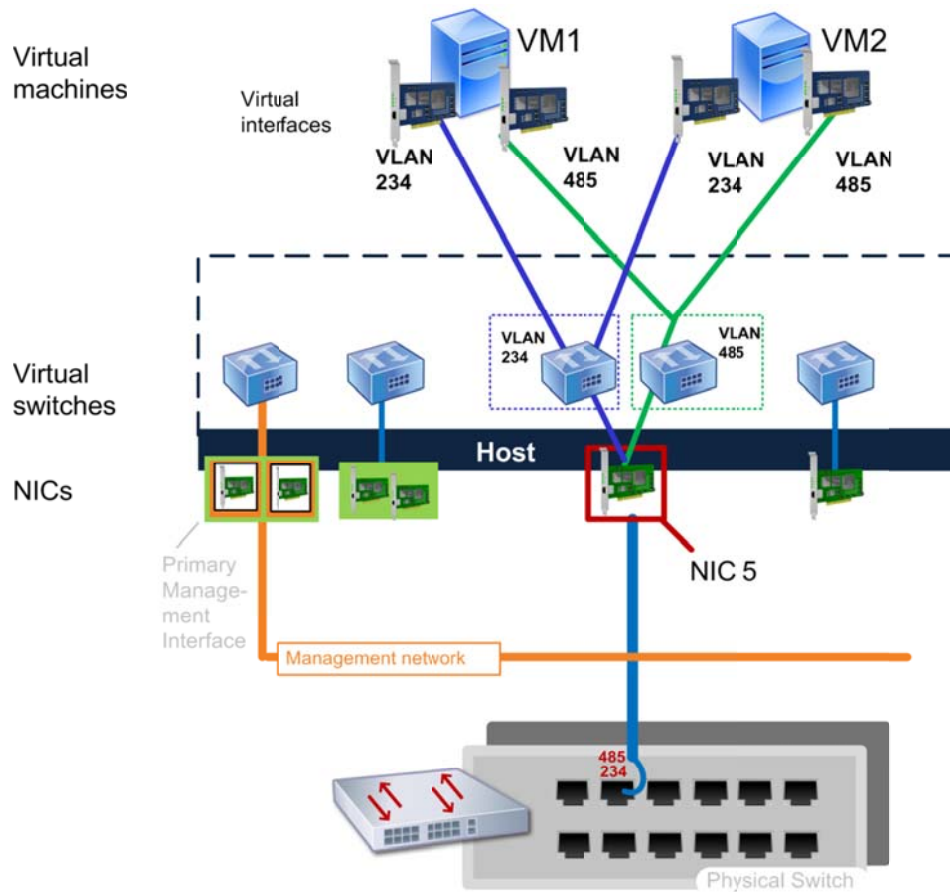 Virtual
machines
VM1
VM2
Virtual
interfaces
VLAN
234
VLAN
485
VLAN
234
VLAN
485
Virtual
switches
VLAN
234
VLAN
485
Host
NICs
Primary
Manage-
ment
Interface
NIC 5
Management network
485
234
Physical Switch